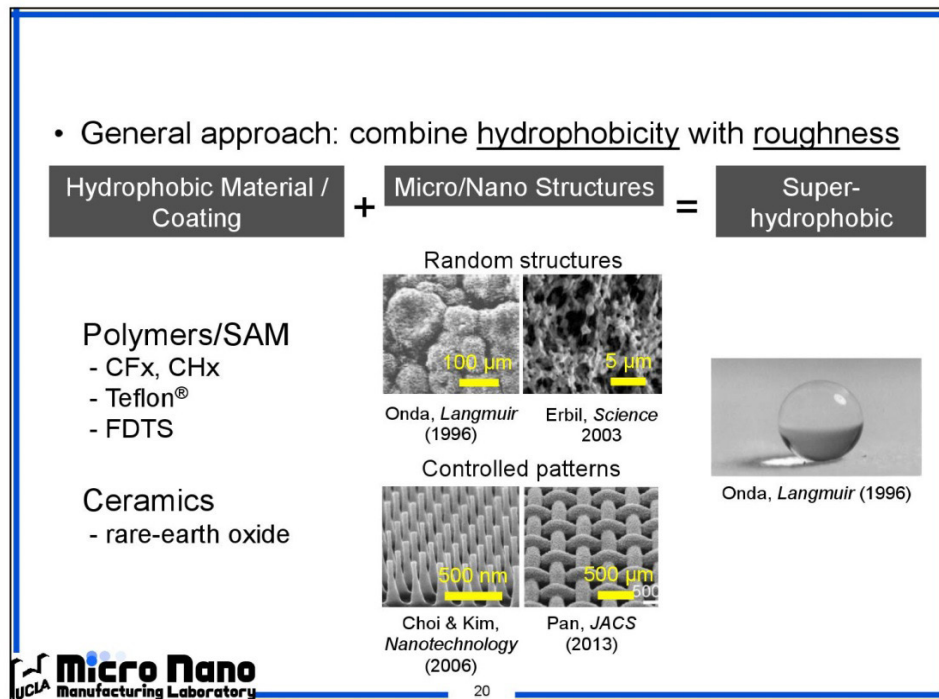 • General approach: combine hydrophobicity with roughness
Hydrophobic Material /
Coating
+
Micro/Nano Structures
=
Super-
hydrophobic
Polymers/SAM
- CFx, CHx
- Teflon®
- FDTS
Ceramics
- rare-earth oxide
Random structures
100 µm
5 µm
Onda, Langmuir
(1996)
Erbil, Science
2003
Controlled patterns
500 nm
500 µm
500
Choi & Kim,
Nanotechnology
(2006)
Pan, JACS
(2013)
Onda, Langmuir (1996)
UCLA
Micro Nano
Manufacturing Laboratory
20